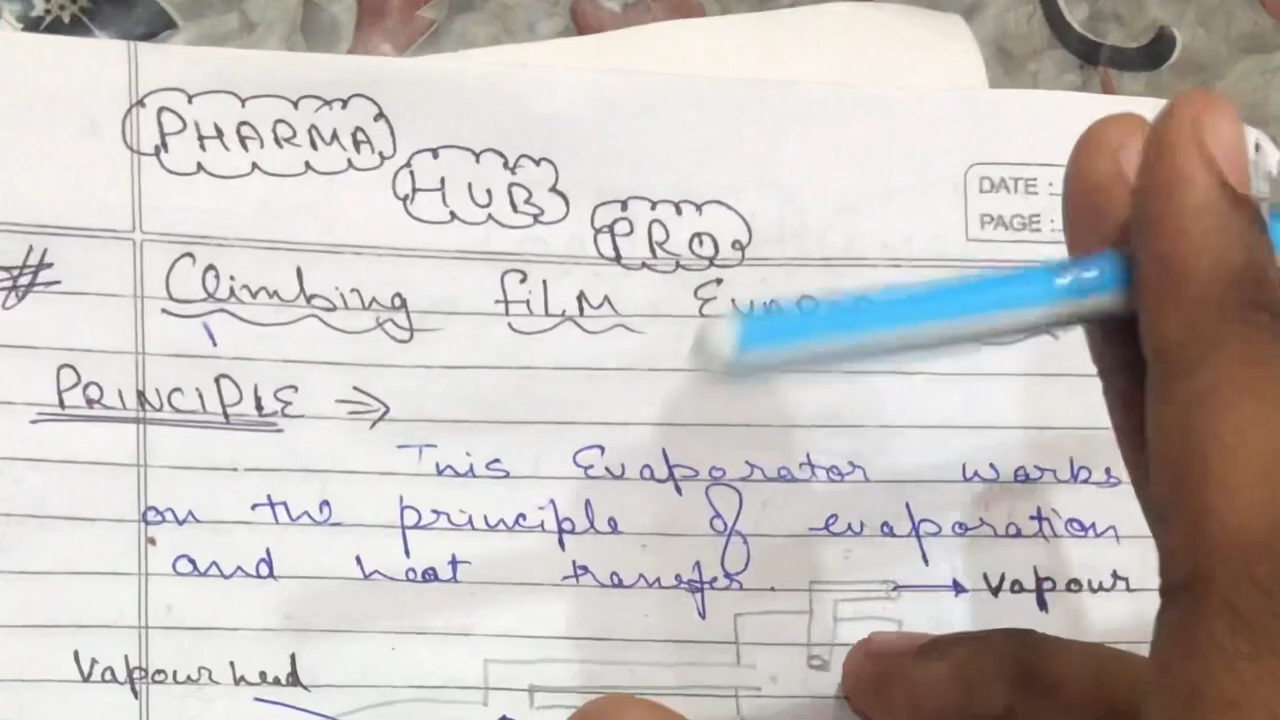 PHARMA
HUB
PRO
DATE :
PAGE :
# Climbing fiLM
PRINCIPLE →
This Evaporator works
on the principle of evaporation
and heat transfer.
→ vapour
Vapour head